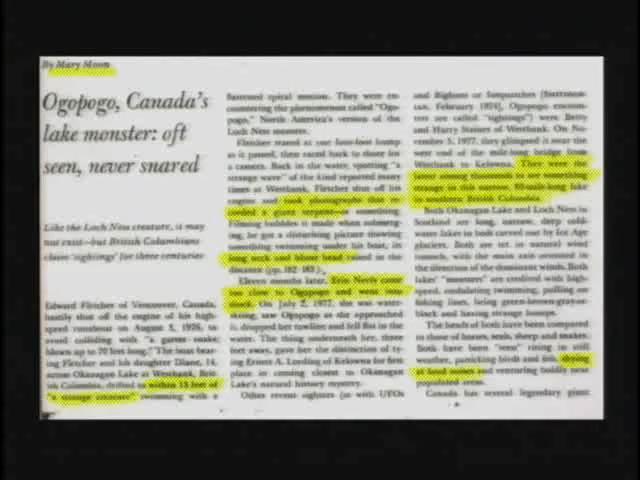 By Mary Moon
Ogopogo, Canada's
lake monster: oft
seen, never snared
Like the Loch Ness creature, it may
not exist—but British Columbians
claim 'sightings' for three centuries
Edward Fletcher of Vancouver, Canada,
hastily shut off the engine of his high-
speed runabout on August 3, 1976, to
avoid colliding with "a garter snake
blown up to 70 feet long." The boat bear-
ing Fletcher and his daughter Diane, 14,
across Okanagan Lake at Westbank, Brit-
ish Columbia, drifted to within 15 feet of
"a strange creature" swimming with a
flattened spiral motion. They were en-
countering the phenomenon called "Ogo-
pogo," North America's version of the
Loch Ness monster.
Fletcher stared at one four-foot hump
as it passed, then raced back to shore for
a camera. Back in the water, spotting "a
strange wave" of the kind reported many
times at Westbank, Fletcher shut off his
engine and took photographs that re-
corded a giant serpent— something.
Filming bubbles it made when submerg-
ing, he got a disturbing picture showing
something swimming under his boat, its
long neck and blunt head raised in the
distance (pp. 182-183).
Eleven months later, Erin Neely came
so close to Ogopogo and went into
shock. On July 2, 1977, she was water-
skiing, saw Ogopogo as she approached
it, dropped her towline and fell flat in the
water. The thing underneath her, three
feet away, gave her the distinction of ty-
ing Ernest A. Lording of Kelowna for first
place in coming closest to Okanagan
Lake's natural history mystery.
Other recent sighters (as with UFOs
and Bigfoots or Sasquatches
February 1974], Ogopogo encoun-
ters are called "sightings") were Betty
and Harry Staines of Westbank. On No-
vember 5, 1977, they glimpsed it near the
west end of the mile-long bridge from
Westbank to Kelowna. They were the
among thousands to see something
strange in this narrow, 80-mile-long lake
in southern British Columbia.
Both Okanagan Lake and Loch Ness in
Scotland are long, narrow, deep cold-
water lakes in fault carved out by Ice Age
glaciers. Both are set in natural wind
tunnels, with the main axis oriented in
the direction of the dominant winds. Both
lakes' "monsters" are credited with high-
speed, undulating swimming, pulling or
hiking lines, being green-brown-gray-or-
black and having strange humps.
The heads of both have been compared
to those of horses, seals, sheep and snakes.
Both have been "seen" rising in still
weather, panicking birds and fish,
at loud noises and venturing boldly near
populated areas.
Canada has several legendary giant